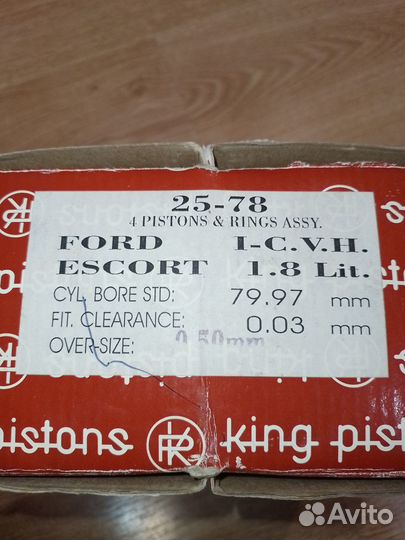 25-78
4 PISTONS & RINGS ASSY.
FORD I-C.V.H.
ESCORT 1.8 Lit.
CYL BORE STD: 79.97 mm
FIT. CLEARANCE: 0.03 mm
OVER-SIZE: 0.50mm
pistons king pist
Avito